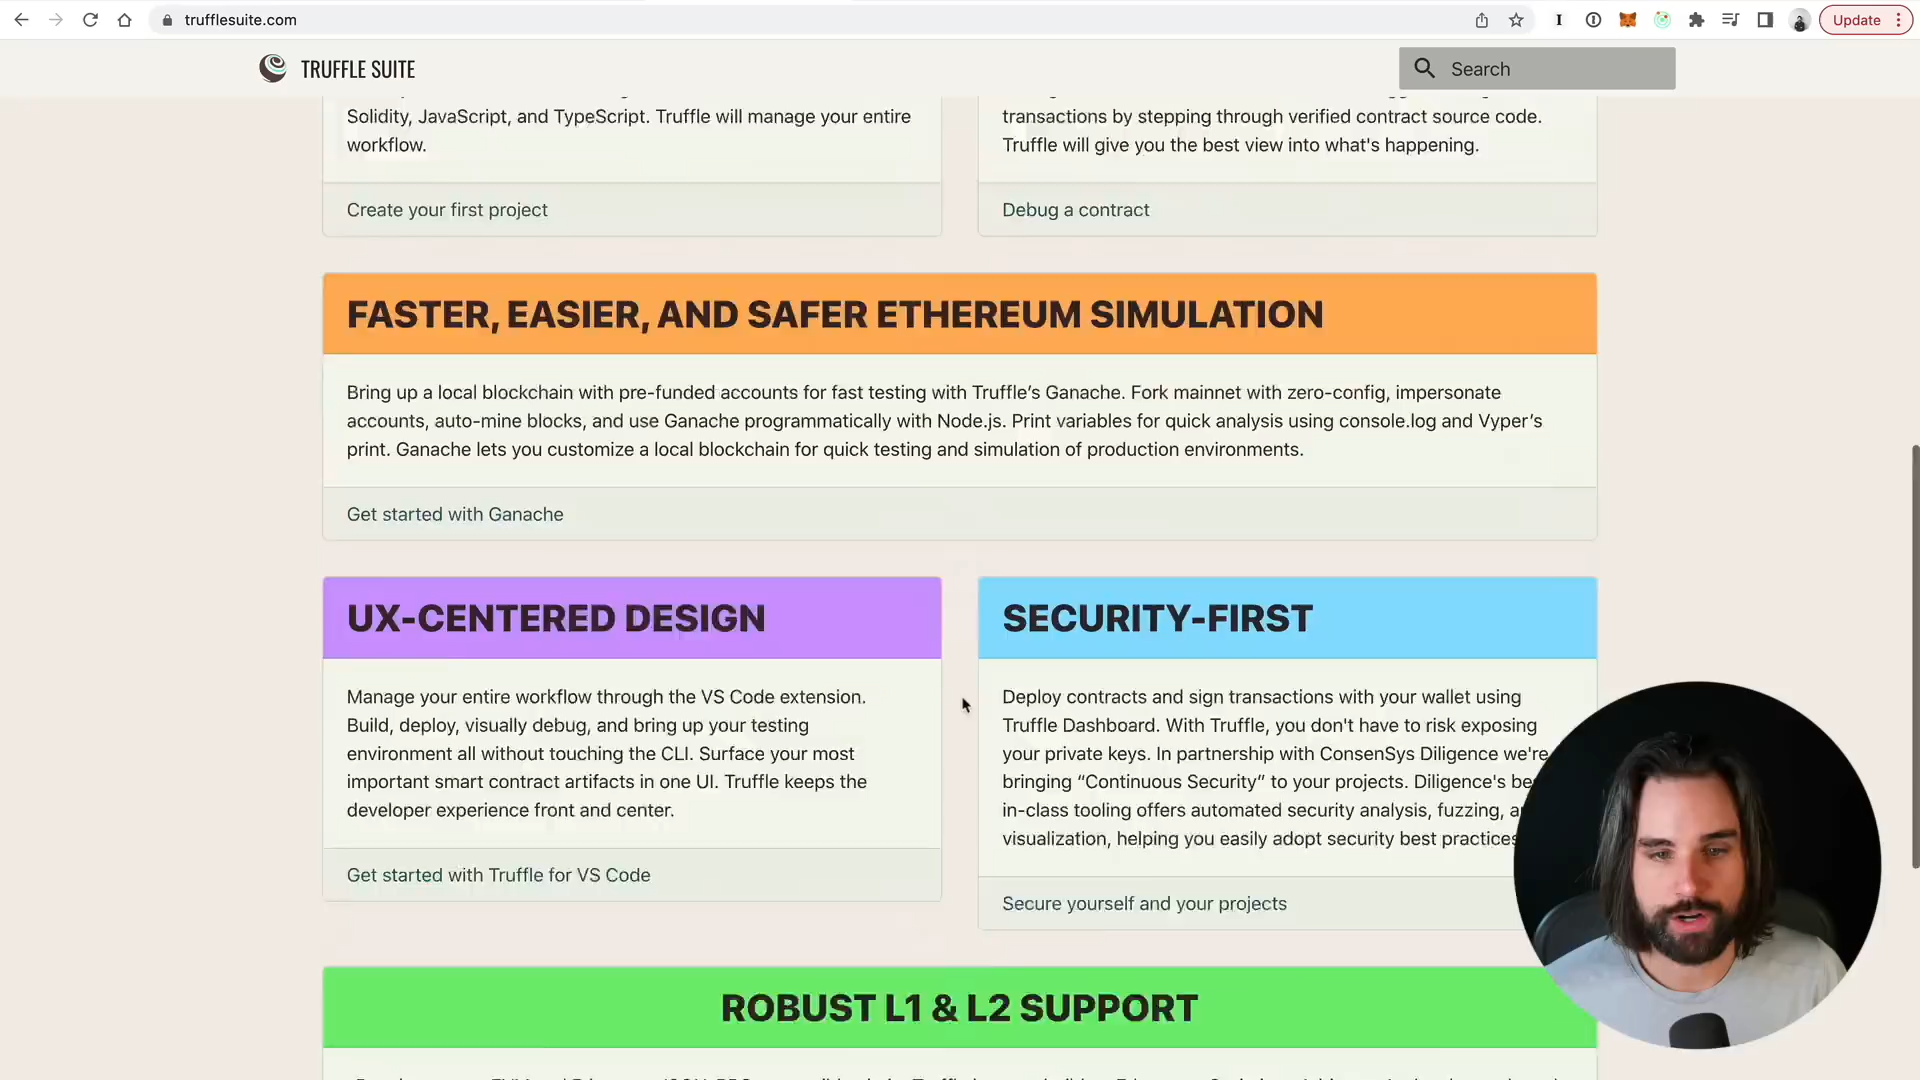 trufflesuite.com
Update
TRUFFLE SUITE
Search
Solidity, JavaScript, and TypeScript. Truffle will manage your entire
workflow.
Create your first project
transactions by stepping through verified contract source code.
Truffle will give you the best view into what's happening.
Debug a contract
FASTER, EASIER, AND SAFER ETHEREUM SIMULATION
Bring up a local blockchain with pre-funded accounts for fast testing with Truffle’s Ganache. Fork mainnet with zero-config, impersonate
accounts, auto-mine blocks, and use Ganache programmatically with Node.js. Print variables for quick analysis using console.log and Vyper’s
print. Ganache lets you customize a local blockchain for quick testing and simulation of production environments.
Get started with Ganache
UX-CENTERED DESIGN
Manage your entire workflow through the VS Code extension.
Build, deploy, visually debug, and bring up your testing
environment all without touching the CLI. Surface your most
important smart contract artifacts in one UI. Truffle keeps the
developer experience front and center.
Get started with Truffle for VS Code
SECURITY-FIRST
Deploy contracts and sign transactions with your wallet using
Truffle Dashboard. With Truffle, you don't have to risk exposing
your private keys. In partnership with ConsenSys Diligence we're
bringing “Continuous Security” to your projects. Diligence's
in-class tooling offers automated security analysis, fuzzing,
visualization, helping you easily adopt security best practices
Secure yourself and your projects
ROBUST L1 & L2 SUPPORT